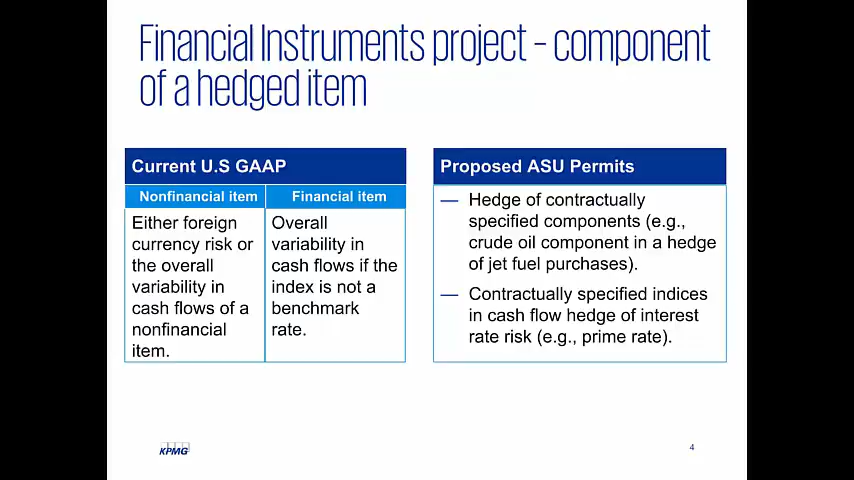 Financial Instruments project – component
of a hedged item
Current U.S GAAP
Nonfinancial item
Financial item
Either foreign
currency risk or
the overall
variability in
cash flows of a
nonfinancial
item.
Overall
variability in
cash flows if the
index is not a
benchmark
rate.
Proposed ASU Permits
— Hedge of contractually
specified components (e.g.,
crude oil component in a hedge
of jet fuel purchases).
— Contractually specified indices
in cash flow hedge of interest
rate risk (e.g., prime rate).
KPMG
4